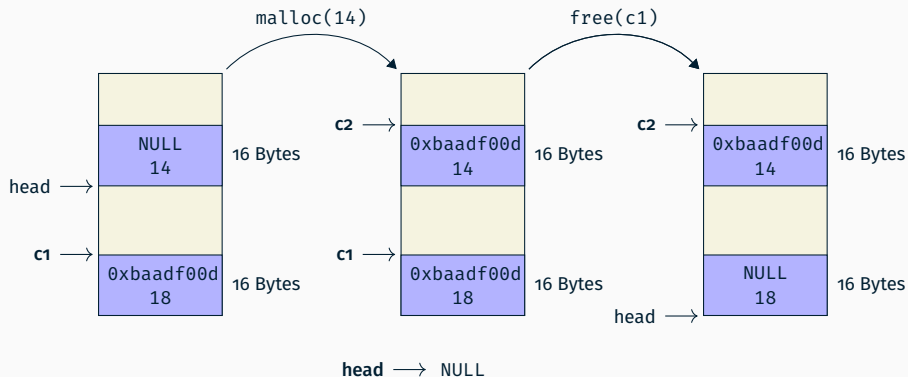 malloc(14)
free(c1)
NULL
14
16 Bytes
head
c1
0xbaadf00d
18
16 Bytes
c2
0xbaadf00d
14
16 Bytes
c1
0xbaadf00d
18
16 Bytes
head → NULL
c2
0xbaadf00d
14
16 Bytes
NULL
18
16 Bytes
head